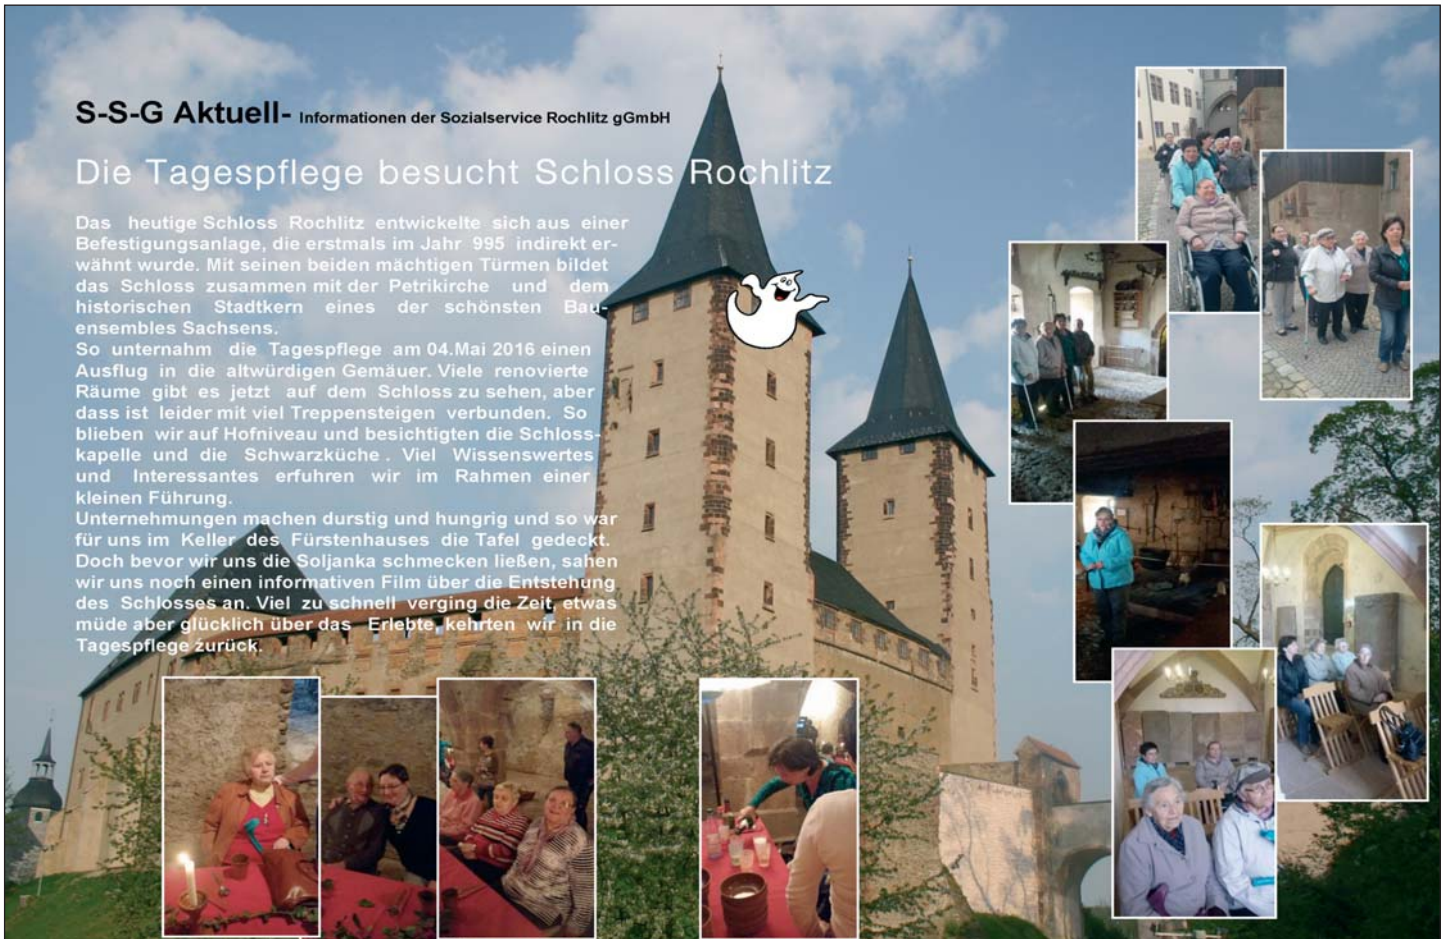 S-S-G Aktuell- Informationen der Sozialservice Rochlitz gGmbH
Die Tagespflege besucht Schloss Rochlitz
Das heutige Schloss Rochlitz entwickelte sich aus einer
Befestigungsanlage, die erstmals im Jahr 995 indirekt er-
wähnt wurde. Mit seinen beiden mächtigen Türmen bildet
das Schloss zusammen mit der Petrikirche und dem
historischen Stadtkern eines der schönsten Bau-
ensembles Sachsens.
So unternahm die Tagespflege am 04.Mai 2016 einen
Ausflug in die altwürdigen Gemäuer. Viele renovierte
Räume gibt es jetzt auf dem Schloss zu sehen, aber
dass ist leider mit viel Treppensteigen verbunden. So
blieben wir auf Hofniveau und besichtigten die Schloss-
kapelle und die Schwarzküche . Viel Wissenswertes
und Interessantes erfuhren wir im Rahmen einer
kleinen Führung.
Unternehmungen machen durstig und hungrig und so war
für uns im Keller des Fürstenhauses die Tafel gedeckt.
Doch bevor wir uns die Soljanka schmecken ließen, sahen
wir uns noch einen informativen Film über die Entstehung
des Schlosses an. Viel zu schnell verging die Zeit, etwas
müde aber glücklich über das Erlebte, kehrten wir in die
Tagespflege zurück.